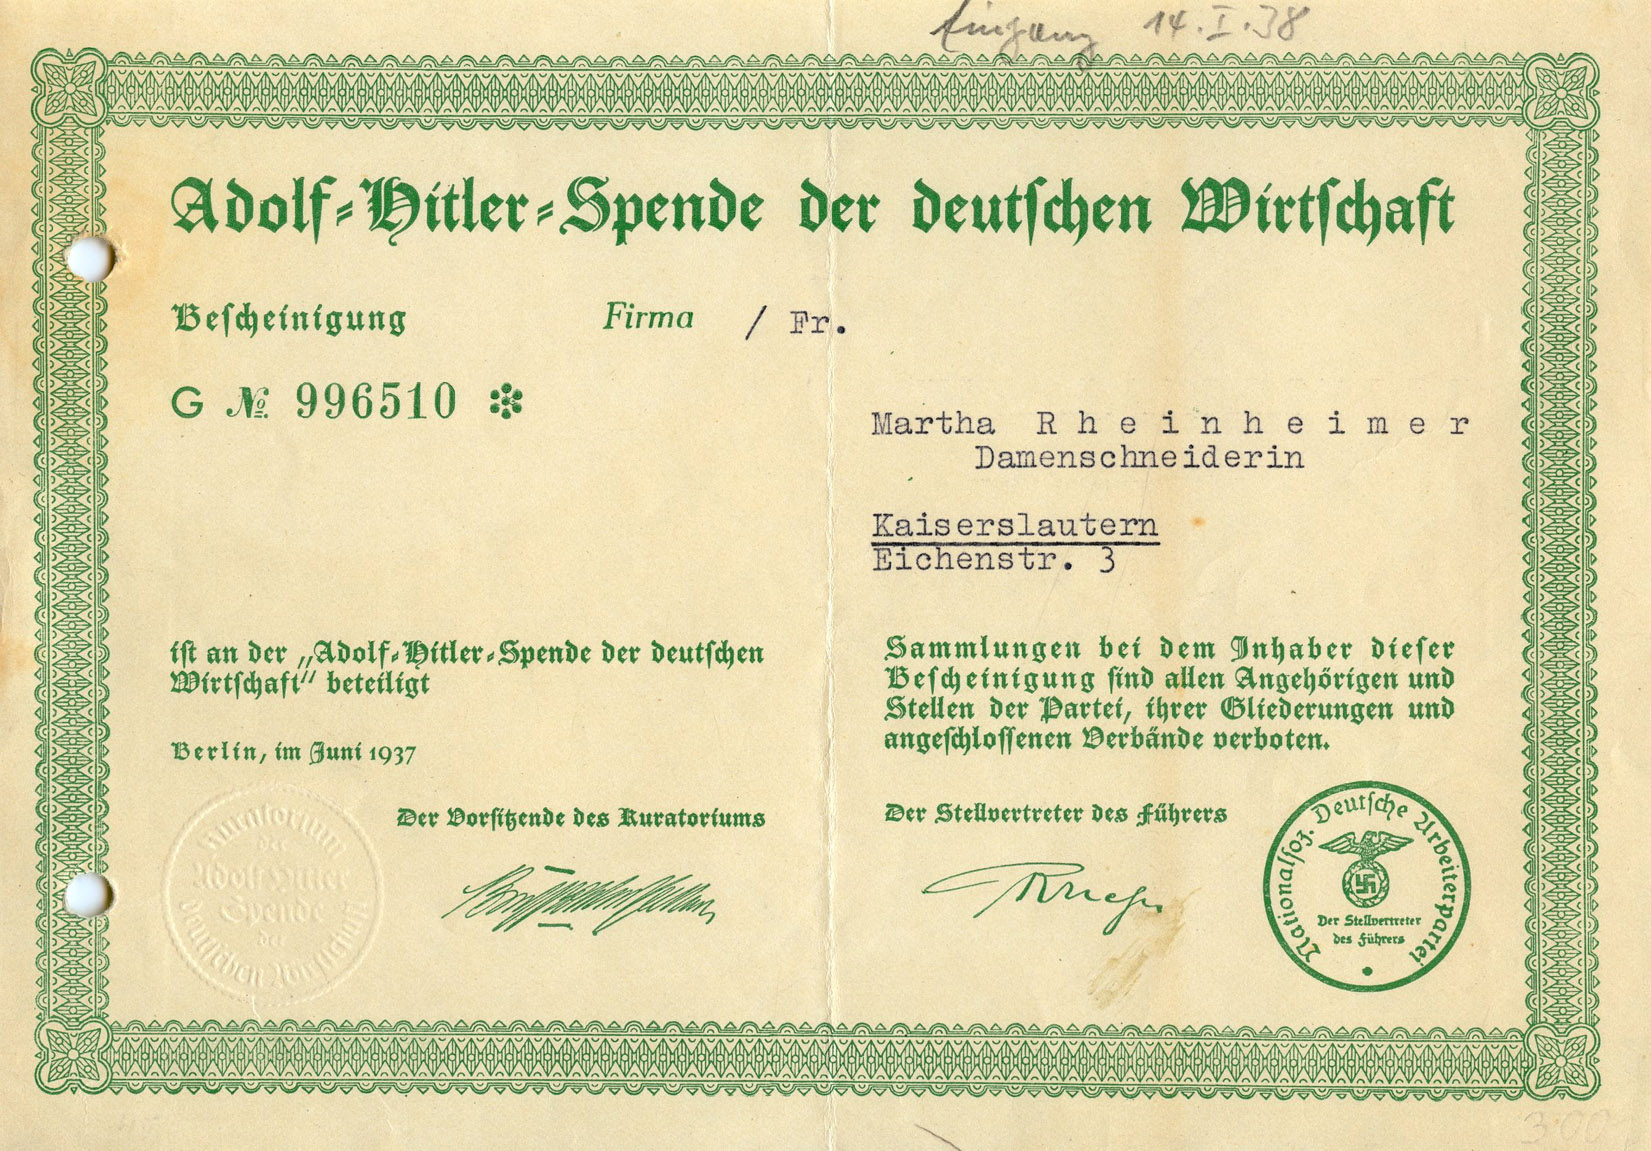 Eingang 14.I.38
Adolf-Hitler-Spende der deutschen Wirtschaft
Bescheinigung Firma / Fr.
G № 996510
Martha R h e i n h e i m e r
Damenschneiderin
Kaiserslautern
Eichenstr. 3
ist an der „Adolf-Hitler-Spende der deutschen
Wirtschaft" beteiligt
Berlin, im Juni 1937
Sammlungen bei dem Inhaber dieser
Bescheinigung sind allen Angehörigen und
Stellen der Partei, ihrer Gliederungen und
angeschlossenen Verbände verboten.
Der Vorsitzende des Kuratoriums
Der Stellvertreter des Führers
Kuratorium
der
Adolf Hitler
Spende
der
deutschen Wirtschaft
Nationalsoz. Deutsche Arbeiterpartei
Der Stellvertreter
des Führers
3.00